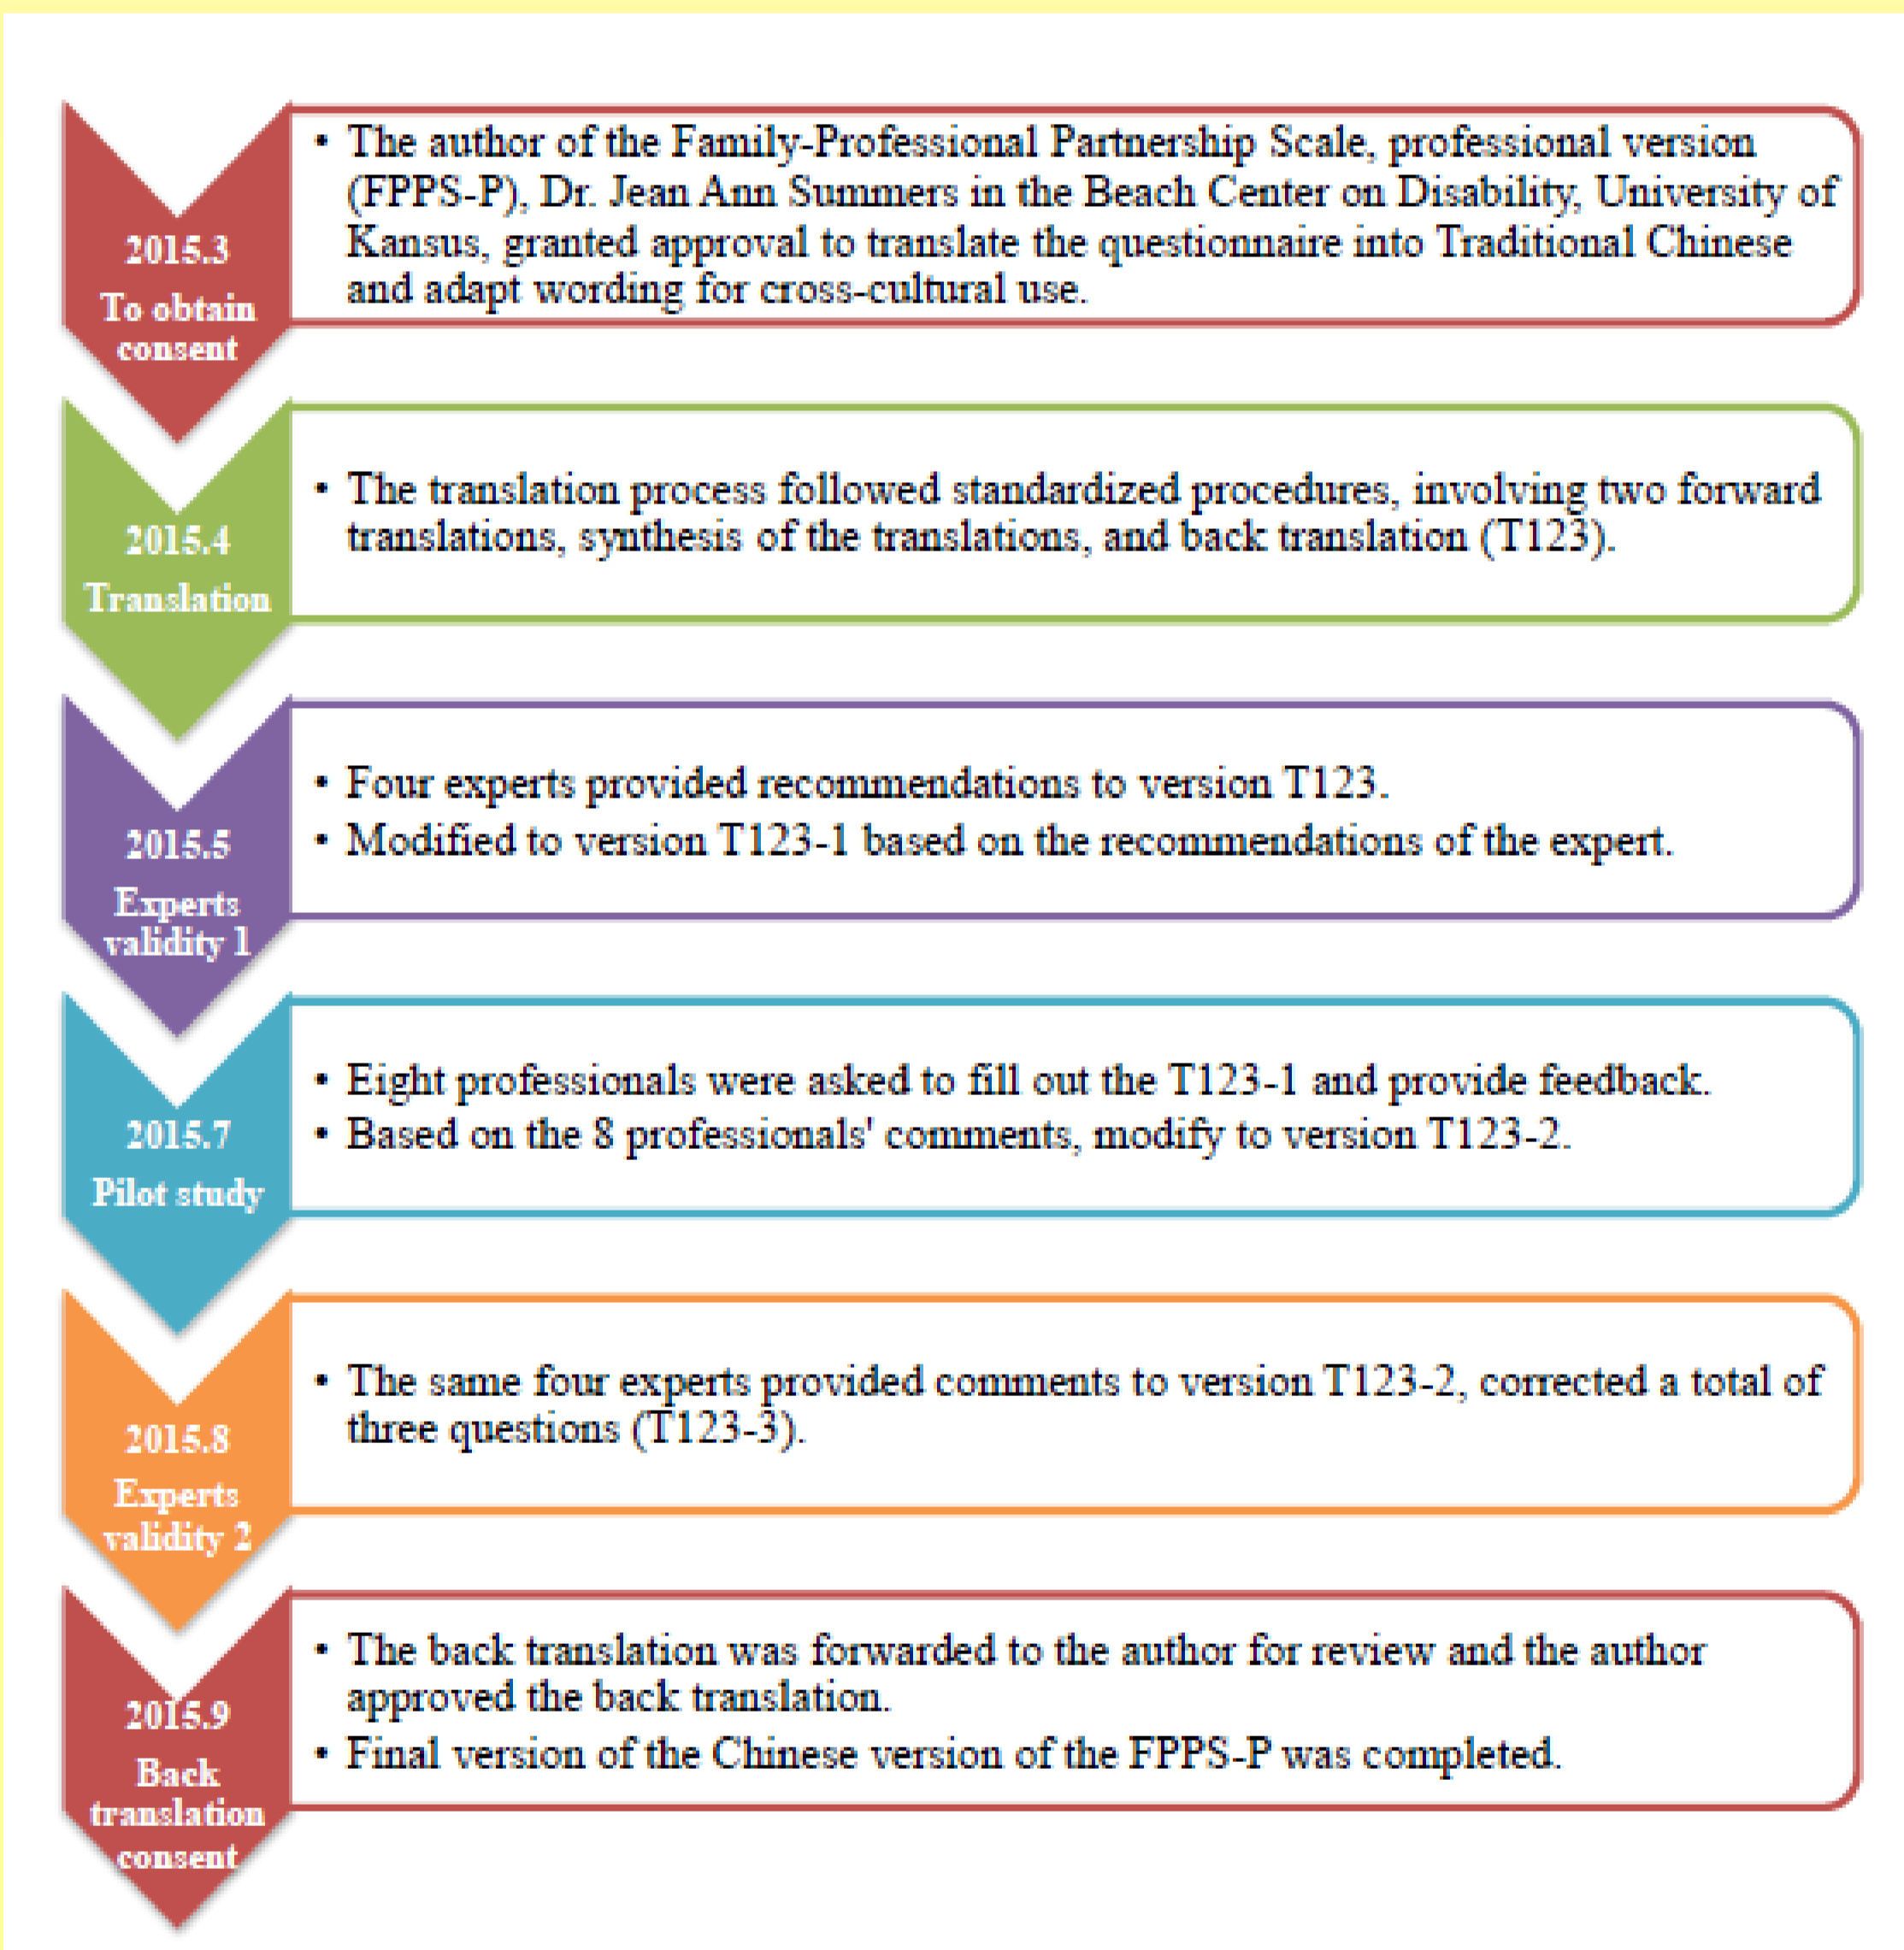 2015.3
To obtain
consent
• The author of the Family-Professional Partnership Scale, professional version
(FPPS-P), Dr. Jean Ann Summers in the Beach Center on Disability, University of
Kansus, granted approval to translate the questionnaire into Traditional Chinese
and adapt wording for cross-cultural use.
2015.4
Translation
• The translation process followed standardized procedures, involving two forward
translations, synthesis of the translations, and back translation (T123).
2015.5
Experts
validity 1
• Four experts provided recommendations to version T123.
• Modified to version T123-1 based on the recommendations of the expert.
2015.7
Pilot study
• Eight professionals were asked to fill out the T123-1 and provide feedback.
• Based on the 8 professionals' comments, modify to version T123-2.
2015.8
Experts
validity 2
• The same four experts provided comments to version T123-2, corrected a total of
three questions (T123-3).
2015.9
Back
translation
consent
• The back translation was forwarded to the author for review and the author
approved the back translation.
• Final version of the Chinese version of the FPPS-P was completed.